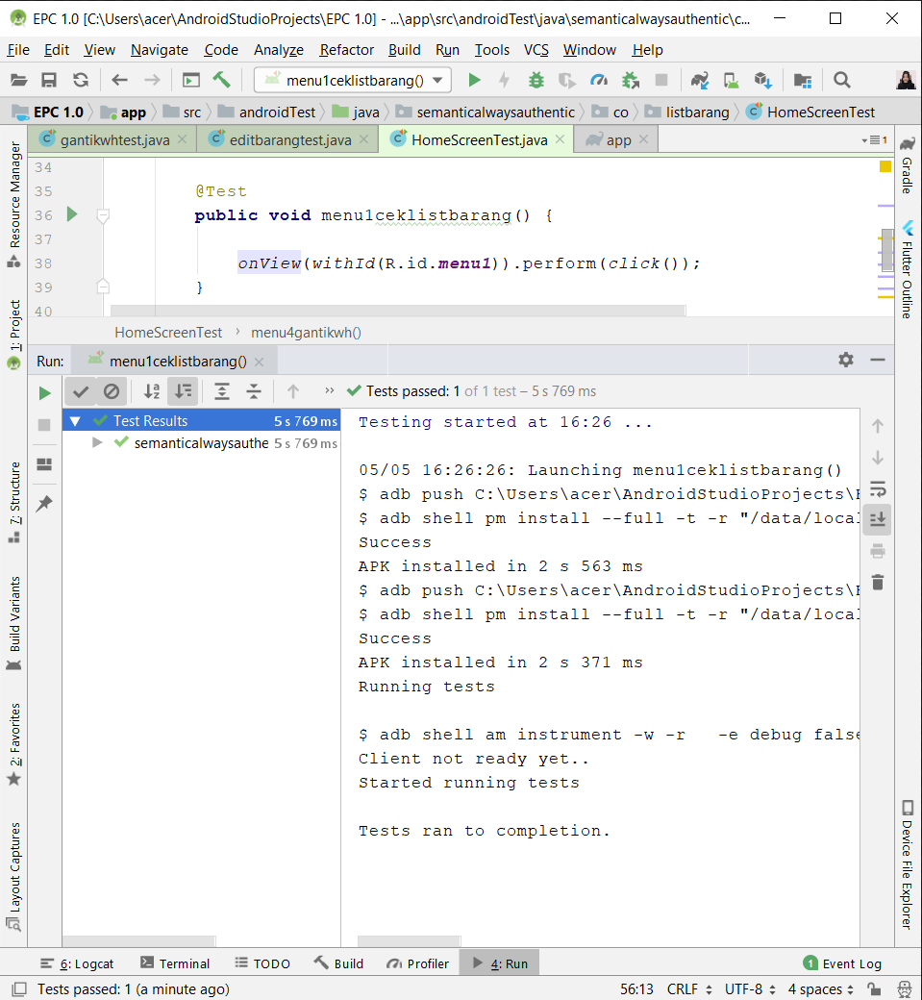 EPC 1.0 [C:\Users\acer\AndroidStudioProjects\EPC 1.0] - ...\app\src\androidTest\java\semanticalwaysauthentic\c...
File Edit View Navigate Code Analyze Refactor Build Run Tools VCS Window Help
menu1ceklistbarang()
EPC 1.0 app src androidTest java semanticalwaysauthentic co listbarang HomeScreenTest
gantikwhtest.java editbarangtest.java HomeScreenTest.java app 1
34
35 @Test
36 public void menu1ceklistbarang() {
37
38 onView(withId(R.id.menu1)).perform(click());
39 }
40
HomeScreenTest › menu4gantikwh()
Run: menu1ceklistbarang()
Tests passed: 1 of 1 test – 5 s 769 ms
Test Results 5 s 769 ms
semanticalwaysauthe 5 s 769 ms
Testing started at 16:26 ...
05/05 16:26:26: Launching menu1ceklistbarang()
$ adb push C:\Users\acer\AndroidStudioProjects\E
$ adb shell pm install --full -t -r "/data/local
Success
APK installed in 2 s 563 ms
$ adb push C:\Users\acer\AndroidStudioProjects\E
$ adb shell pm install --full -t -r "/data/local
Success
APK installed in 2 s 371 ms
Running tests
$ adb shell am instrument -w -r   -e debug false
Client not ready yet..
Started running tests
Tests ran to completion.
Resource Manager
1: Project
7: Structure
Build Variants
2: Favorites
Layout Captures
Gradle
Flutter Outline
Device File Explorer
6: Logcat Terminal TODO Build Profiler 4: Run 1 Event Log
Tests passed: 1 (a minute ago) 56:13 CRLF UTF-8 4 spaces